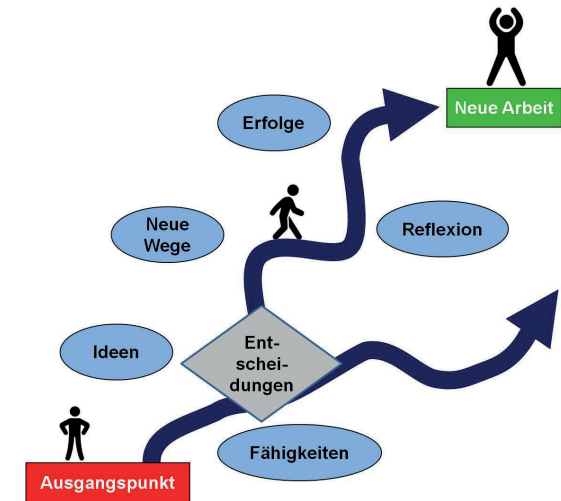 Neue Arbeit
Erfolge
Neue
Wege
Reflexion
Ideen
Ent-
schei-
dungen
Fähigkeiten
Ausgangspunkt